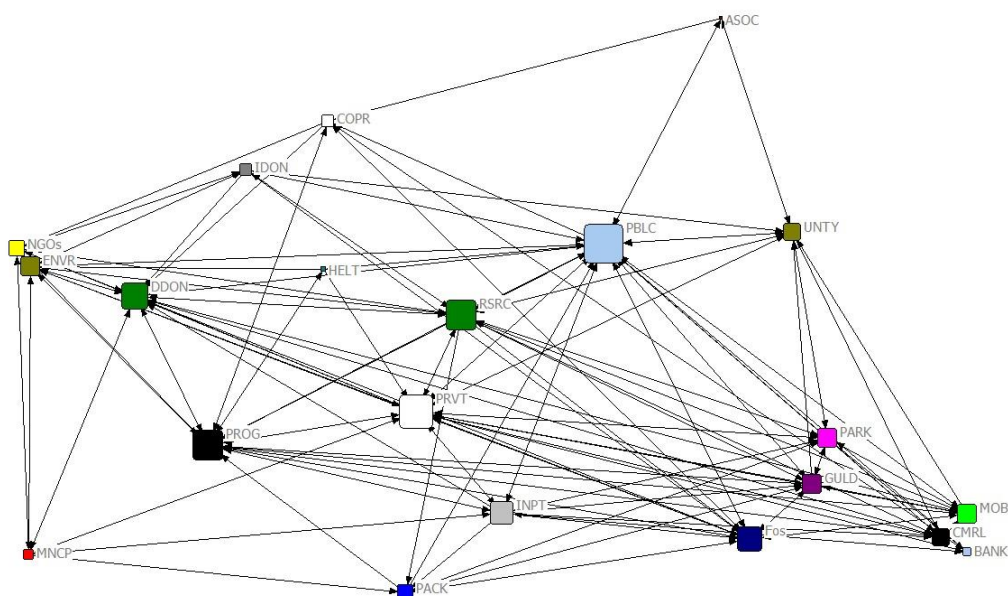 ASOC
COPR
IDON
PBLC
UNTY
NGOs
ENVR
HELT
DDON
RSRC
PRVT
PROG
PARK
GULD
INPT
MOB
Fos
CMRL
BANK
MNCP
PACK